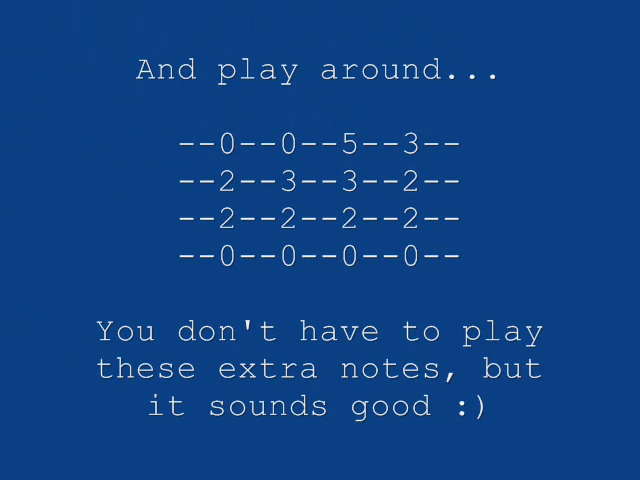 And play around...
--0--0--5--3--
--2--3--3--2--
--2--2--2--2--
--0--0--0--0--
You don't have to play
these extra notes, but
it sounds good :)